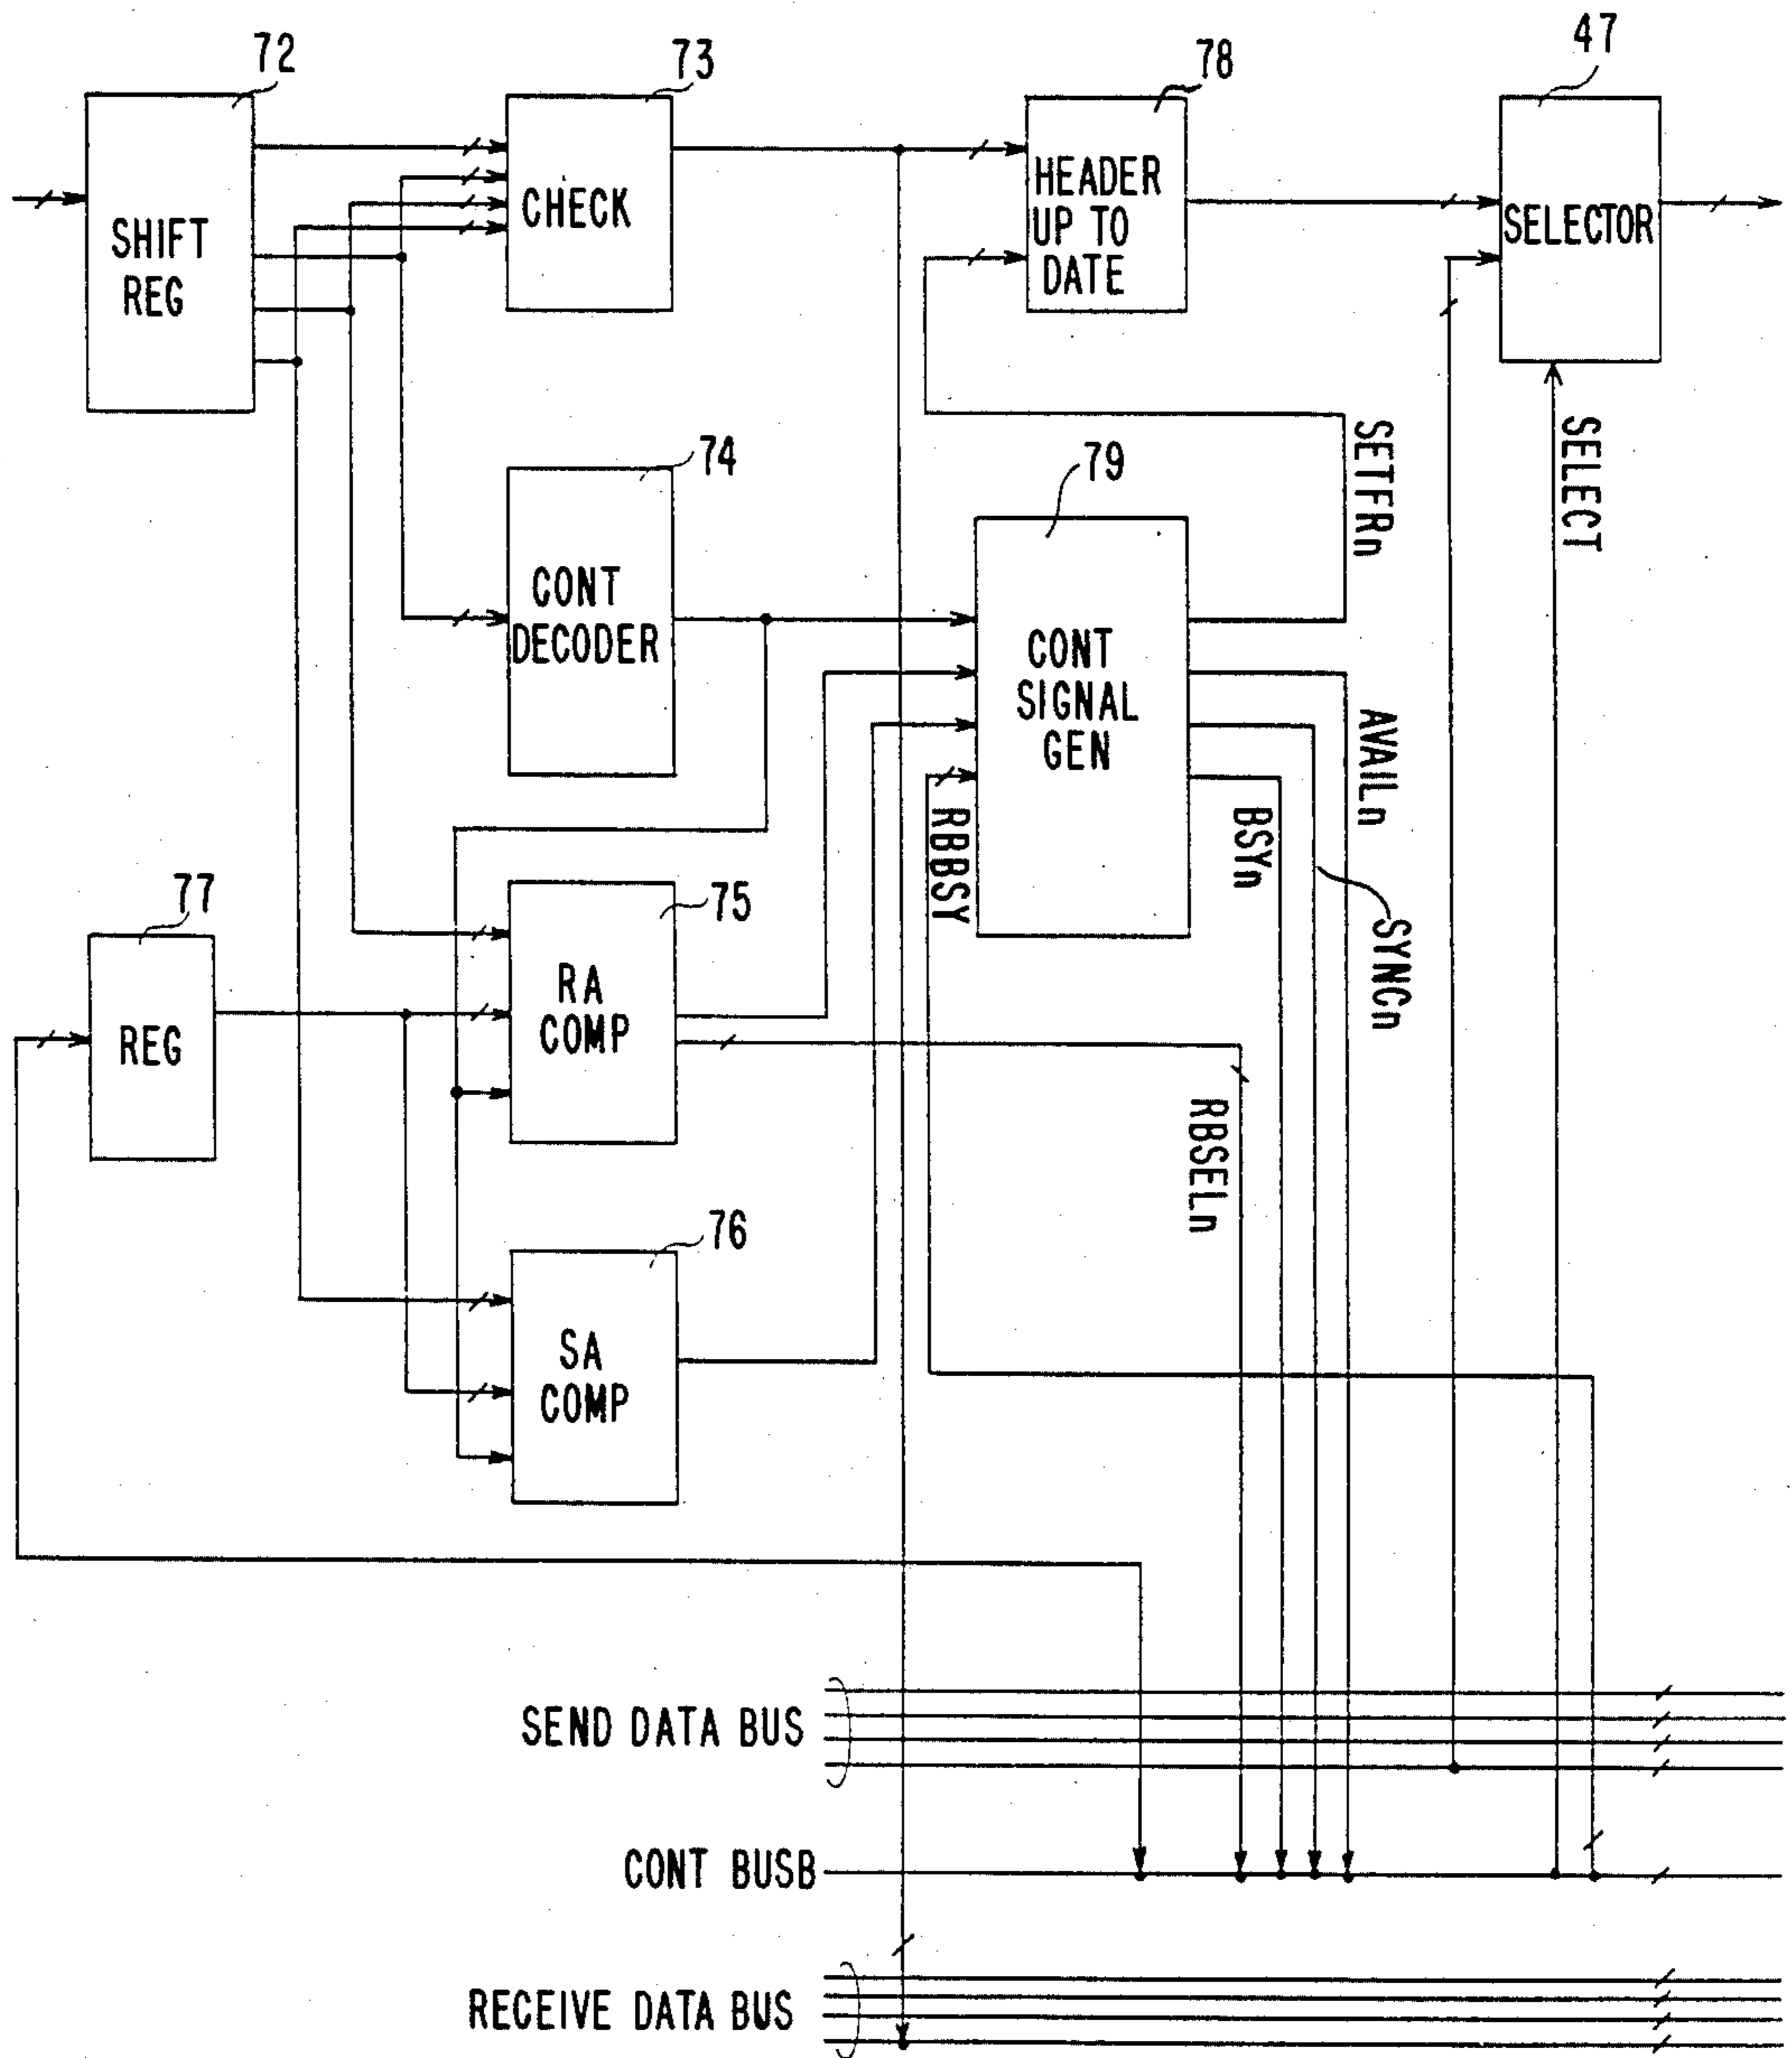 72
73
78
47
SHIFT
REG
CHECK
HEADER
UP TO
DATE
SELECTOR
74
79
SETFRn
SELECT
CONT
DECODER
CONT
SIGNAL
GEN
AVAILn
RBBSY
BSYn
SYNCn
77
75
REG
RA
COMP
RBSELn
76
SA
COMP
SEND DATA BUS
CONT BUSB
RECEIVE DATA BUS